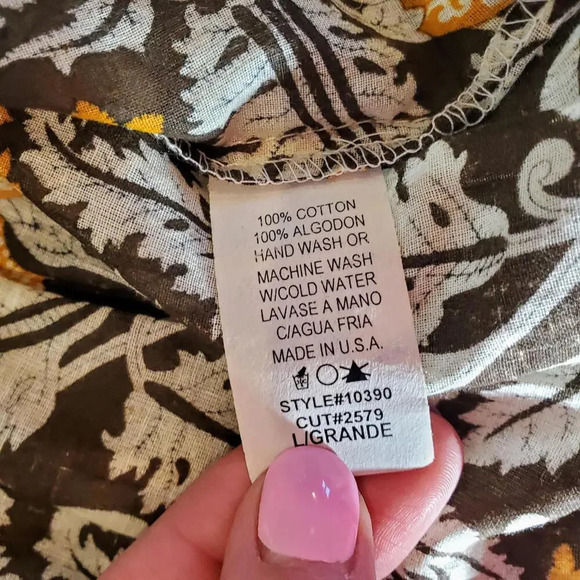 100% COTTON
100% ALGODON
HAND WASH OR
MACHINE WASH
W/COLD WATER
LAVASE A MANO
C/AGUA FRIA
MADE IN U.S.A.
STYLE#10390
CUT#2579
L/GRANDE